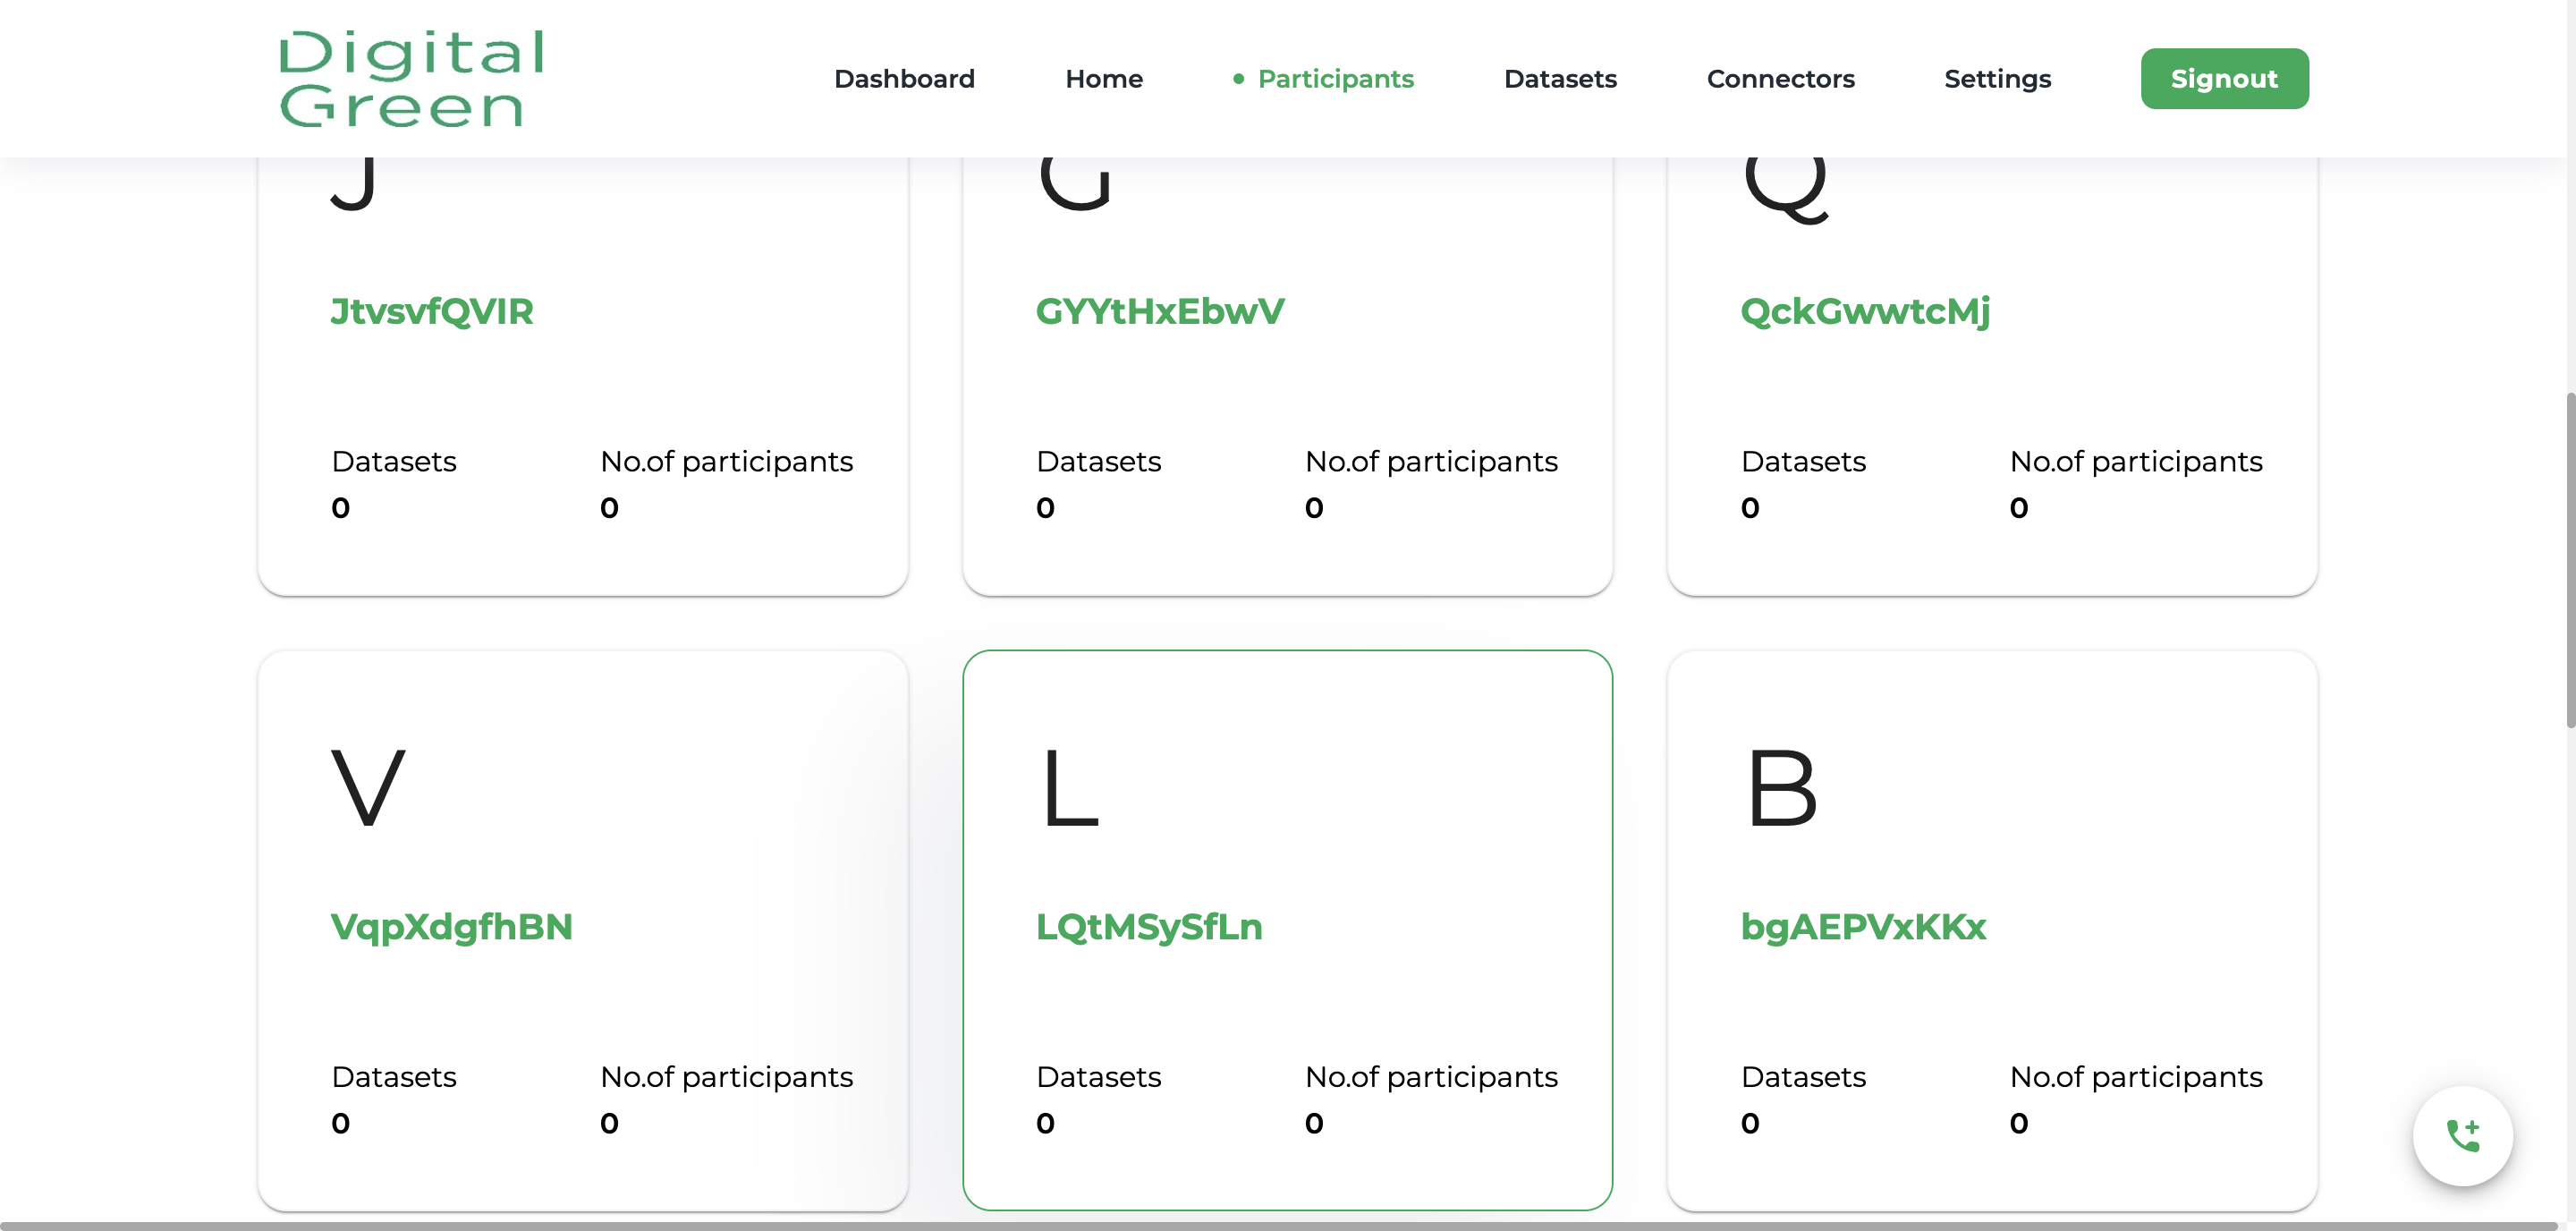 Digital
Green
Dashboard Home Participants Datasets Connectors Settings Signout
J G Q
JtvsvfQVIR GYYtHxEbwV QckGwwtcMj
Datasets No.of participants Datasets No.of participants Datasets No.of participants
0 0 0 0 0 0
V L B
VqpXdgfhBN LQtMSySfLn bgAEPVxKKx
Datasets No.of participants Datasets No.of participants Datasets No.of participants
0 0 0 0 0 0